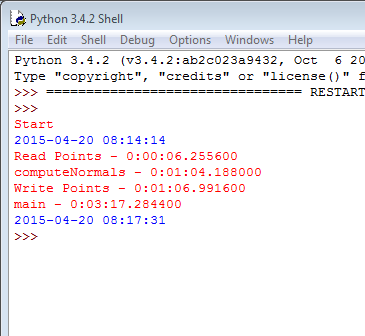 Python 3.4.2 Shell
File Edit Shell Debug Options Windows Help
Python 3.4.2 (v3.4.2:ab2c023a9432, Oct 6 20
Type "copyright", "credits" or "license()" f
>>> ================================ RESTART
>>>
Start
2015-04-20 08:14:14
Read Points - 0:00:06.255600
computeNormals - 0:01:04.188000
Write Points - 0:01:06.991600
main - 0:03:17.284400
2015-04-20 08:17:31
>>>